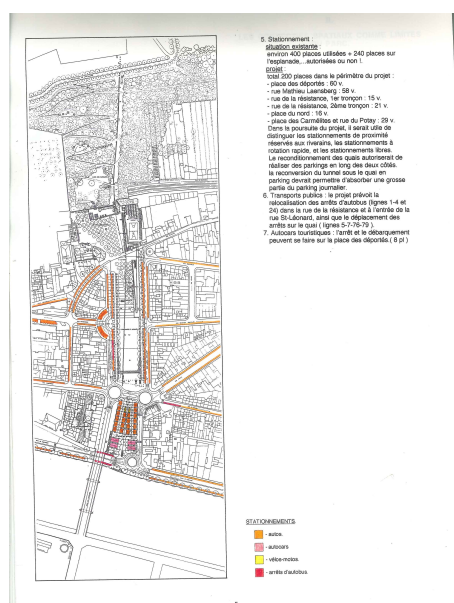 5. Stationnement :
situation existante :
environ 400 places utilisées + 240 places sur
l'esplanade,...autorisées ou non !.
projet :
total 200 places dans le périmètre du projet :
- place des déportés : 60 v.
- rue Mathieu Laensberg : 58 v.
- rue de la résistance, 1er tronçon : 15 v.
- rue de la résistance, 2ème tronçon : 21 v.
- place du nord : 16 v.
- place des Carmélites et rue du Potay : 29 v.
Dans la poursuite du projet, il serait utile de
distinguer les stationnements de proximité
réservés aux riverains, les stationnements à
rotation rapide, et les stationnements libres.
Le reconditionnement des quais autoriserait de
réaliser des parkings en long des deux côtés.
la reconversion du tunnel sous le quai en
parking devrait permettre d'absorber une grosse
partie du parking journalier.
6. Transports publics : le projet prévoit la
relocalisation des arrêts d'autobus (lignes 1-4 et
24) dans la rue de la résistance et à l'entrée de la
rue St-Léonard, ainsi que le déplacement des
arrêts sur le quai ( lignes 5-7-76-79 ).
7. Autocars touristiques : l'arrêt et le débarquement
peuvent se faire sur la place des déportés.( 8 pl )
STATIONNEMENTS.
- autos.
- autocars
- vélos-motos.
- arrêts d'autobus.